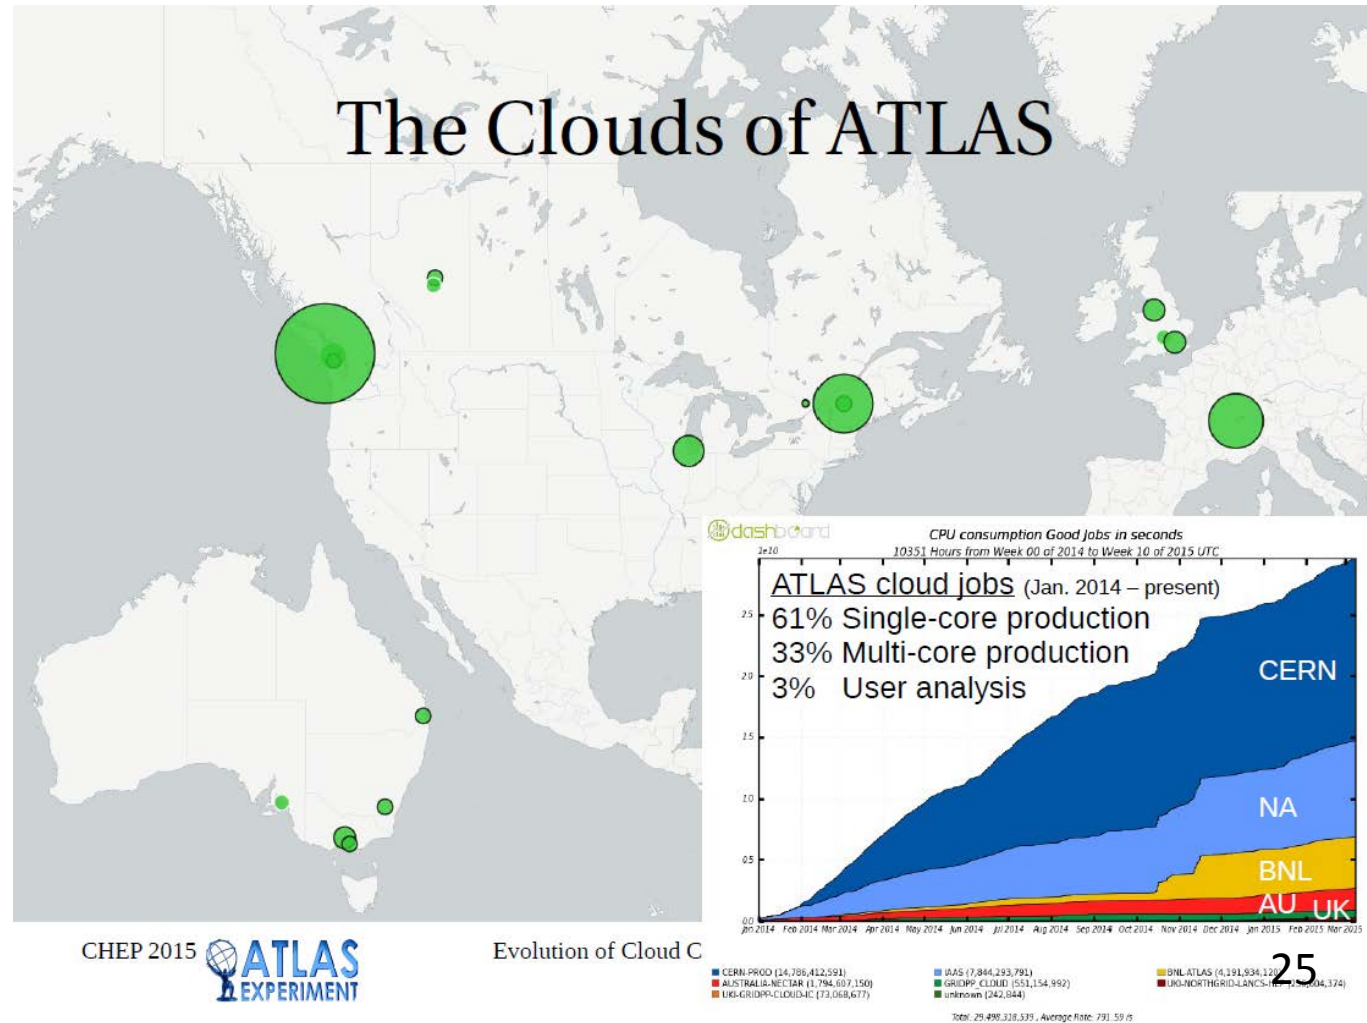 The Clouds of ATLAS
dashboard
CPU consumption Good Jobs in seconds
10351 Hours from Week 00 of 2014 to Week 10 of 2015 UTC
1e10
ATLAS cloud jobs (Jan. 2014 – present)
61% Single-core production
33% Multi-core production
3% User analysis
2.5
2.0
1.5
1.0
0.5
0.0
CERN
NA
BNL
AU
UK
Jan 2014 Feb 2014 Mar 2014 Apr 2014 May 2014 Jun 2014 Jul 2014 Aug 2014 Sep 2014 Oct 2014 Nov 2014 Dec 2014 Jan 2015 Feb 2015 Mar 2015
CHEP 2015
ATLAS
EXPERIMENT
Evolution of Cloud C
25
CERN-PROD (14,786,412,591) IAAS (7,844,293,791) BNL-ATLAS (4,191,934,12
AUSTRALIA-NECTAR (1,794,607,150) GRIDPP_CLOUD (551,154,992) UKI-NORTHGRID-LANCS-HEP
UKI-GRIDPP-CLOUD-IC (73,068,677) unknown (242,844)
Total: 29,498,318,539 , Average Rate: 791.59 /s